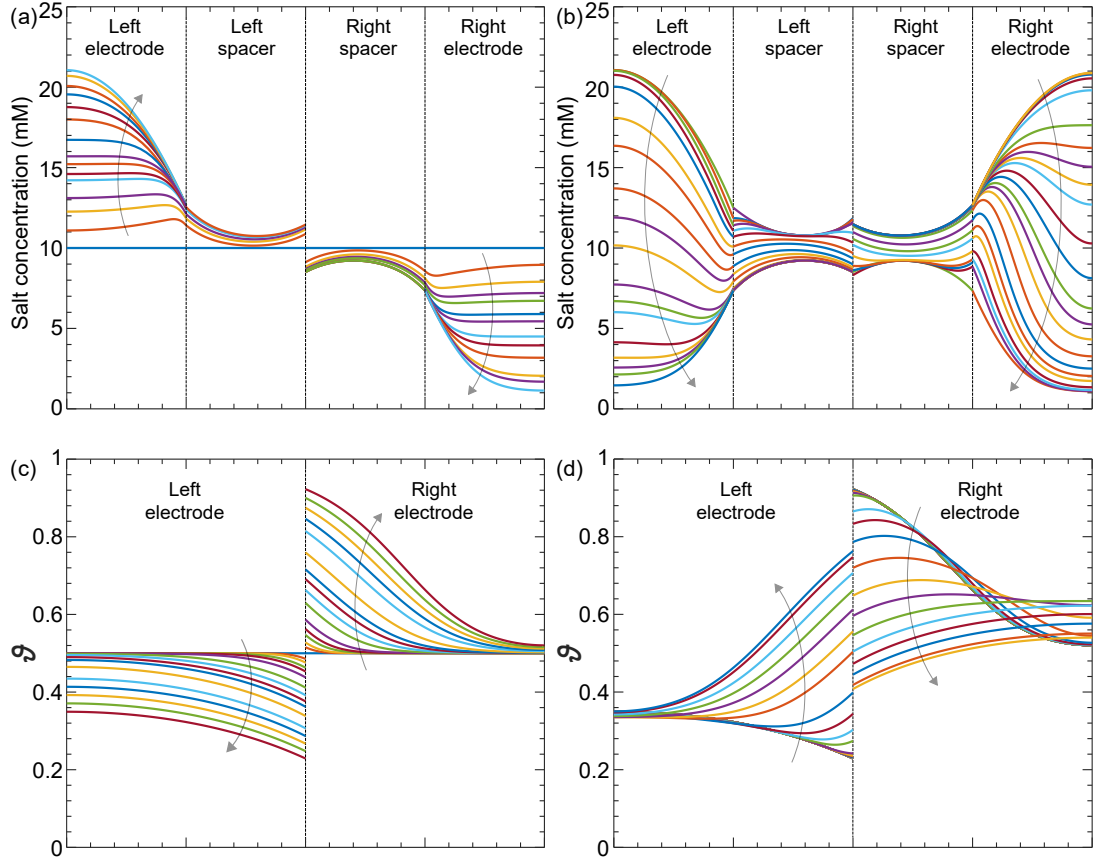 (a)
Left
electrode
Left
spacer
Right
spacer
Right
electrode
Salt concentration (mM)
25
20
15
10
5
0
(b)
Left
electrode
Left
spacer
Right
spacer
Right
electrode
Salt concentration (mM)
25
20
15
10
5
0
(c)
Left
electrode
Right
electrode
ϑ
1
0.8
0.6
0.4
0.2
0
(d)
Left
electrode
Right
electrode
ϑ
1
0.8
0.6
0.4
0.2
0